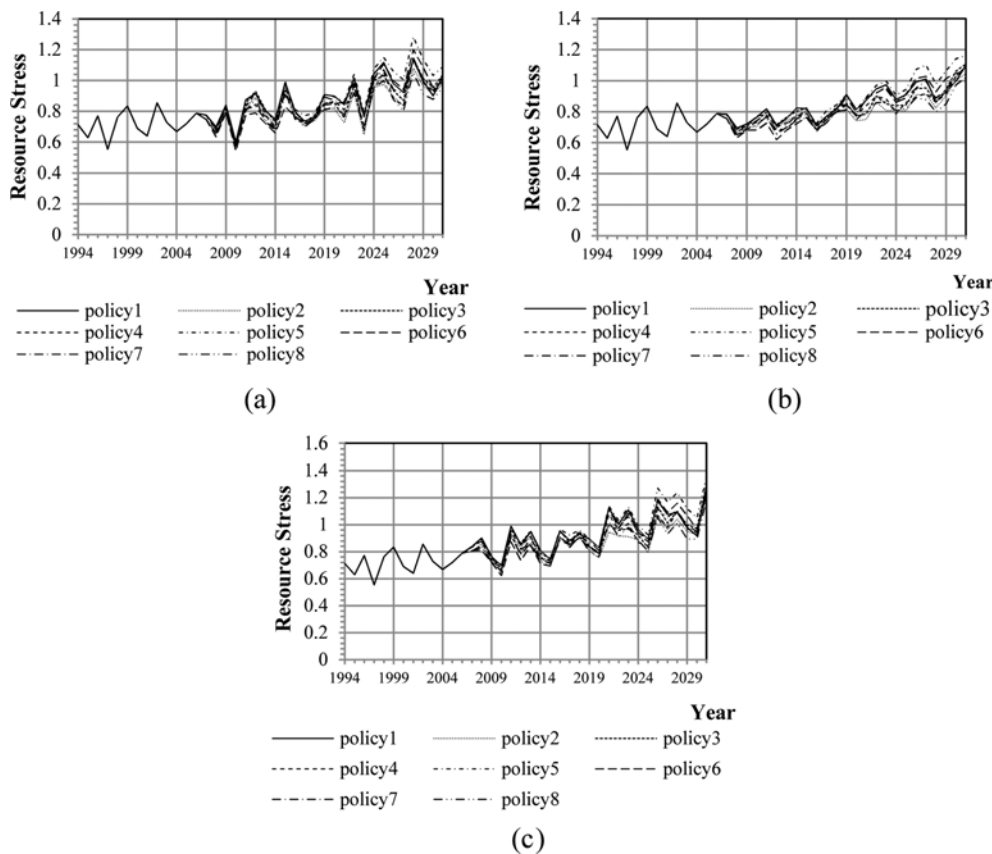 1.4
1.2
1
0.8
0.6
0.4
0.2
0
Resource Stress
1994 1999 2004 2009 2014 2019 2024 2029
Year
policy1 policy2 policy3
policy4 policy5 policy6
policy7 policy8
(a)
1.4
1.2
1
0.8
0.6
0.4
0.2
0
Resource Stress
1994 1999 2004 2009 2014 2019 2024 2029
Year
policy1 policy2 policy3
policy4 policy5 policy6
policy7 policy8
(b)
1.6
1.4
1.2
1
0.8
0.6
0.4
0.2
0
Resource Stress
1994 1999 2004 2009 2014 2019 2024 2029
Year
policy1 policy2 policy3
policy4 policy5 policy6
policy7 policy8
(c)